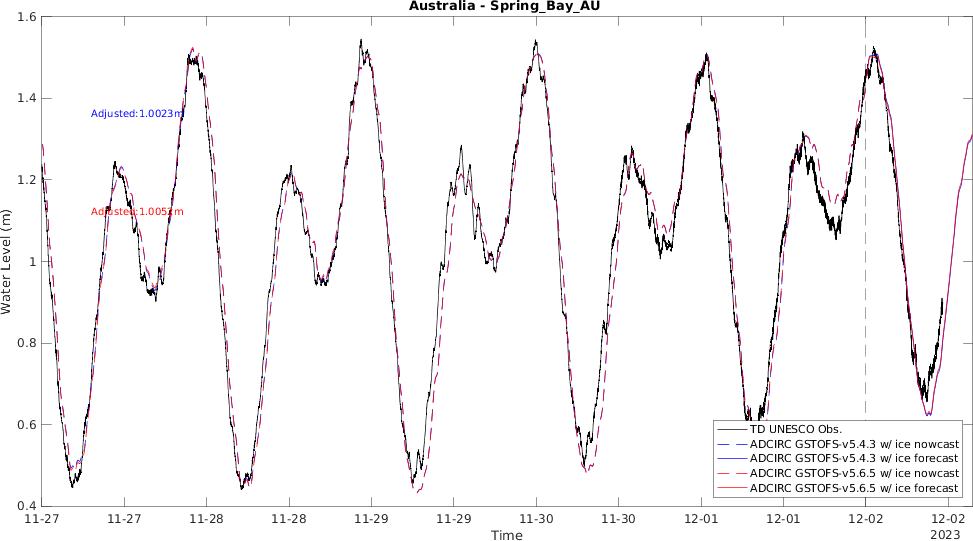 Australia - Spring_Bay_AU
1.6
1.4
1.2
1
0.8
0.6
0.4
Water Level (m)
Adjusted:1.0023m
Adjusted:1.0052m
TD UNESCO Obs.
ADCIRC GSTOFS-v5.4.3 w/ ice nowcast
ADCIRC GSTOFS-v5.4.3 w/ ice forecast
ADCIRC GSTOFS-v5.6.5 w/ ice nowcast
ADCIRC GSTOFS-v5.6.5 w/ ice forecast
11-27 11-27 11-28 11-28 11-29 11-29 11-30 11-30 12-01 12-01 12-02 12-02
2023
Time